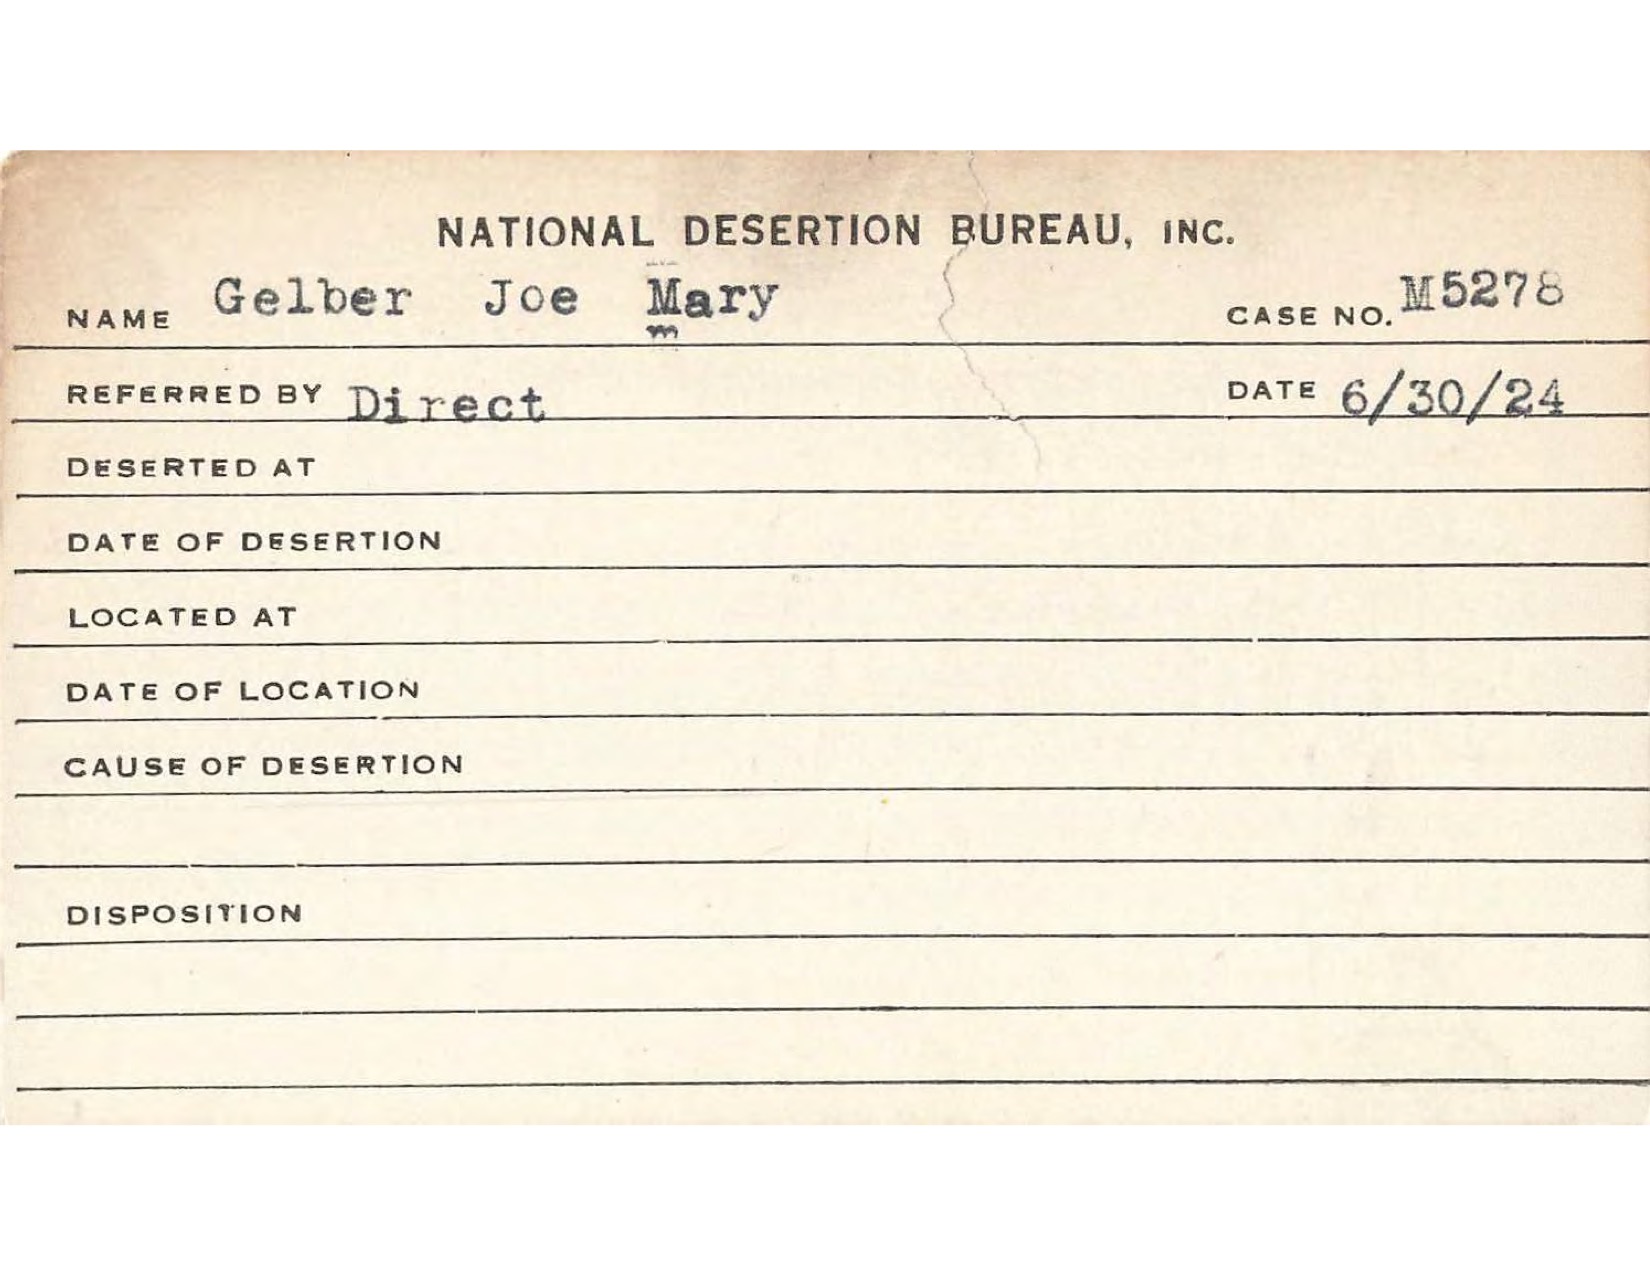 NATIONAL DESERTION BUREAU, INC.
NAME Gelber Joe Mary CASE NO. M5278
REFERRED BY Direct DATE 6/30/24
DESERTED AT
DATE OF DESERTION
LOCATED AT
DATE OF LOCATION
CAUSE OF DESERTION
DISPOSITION